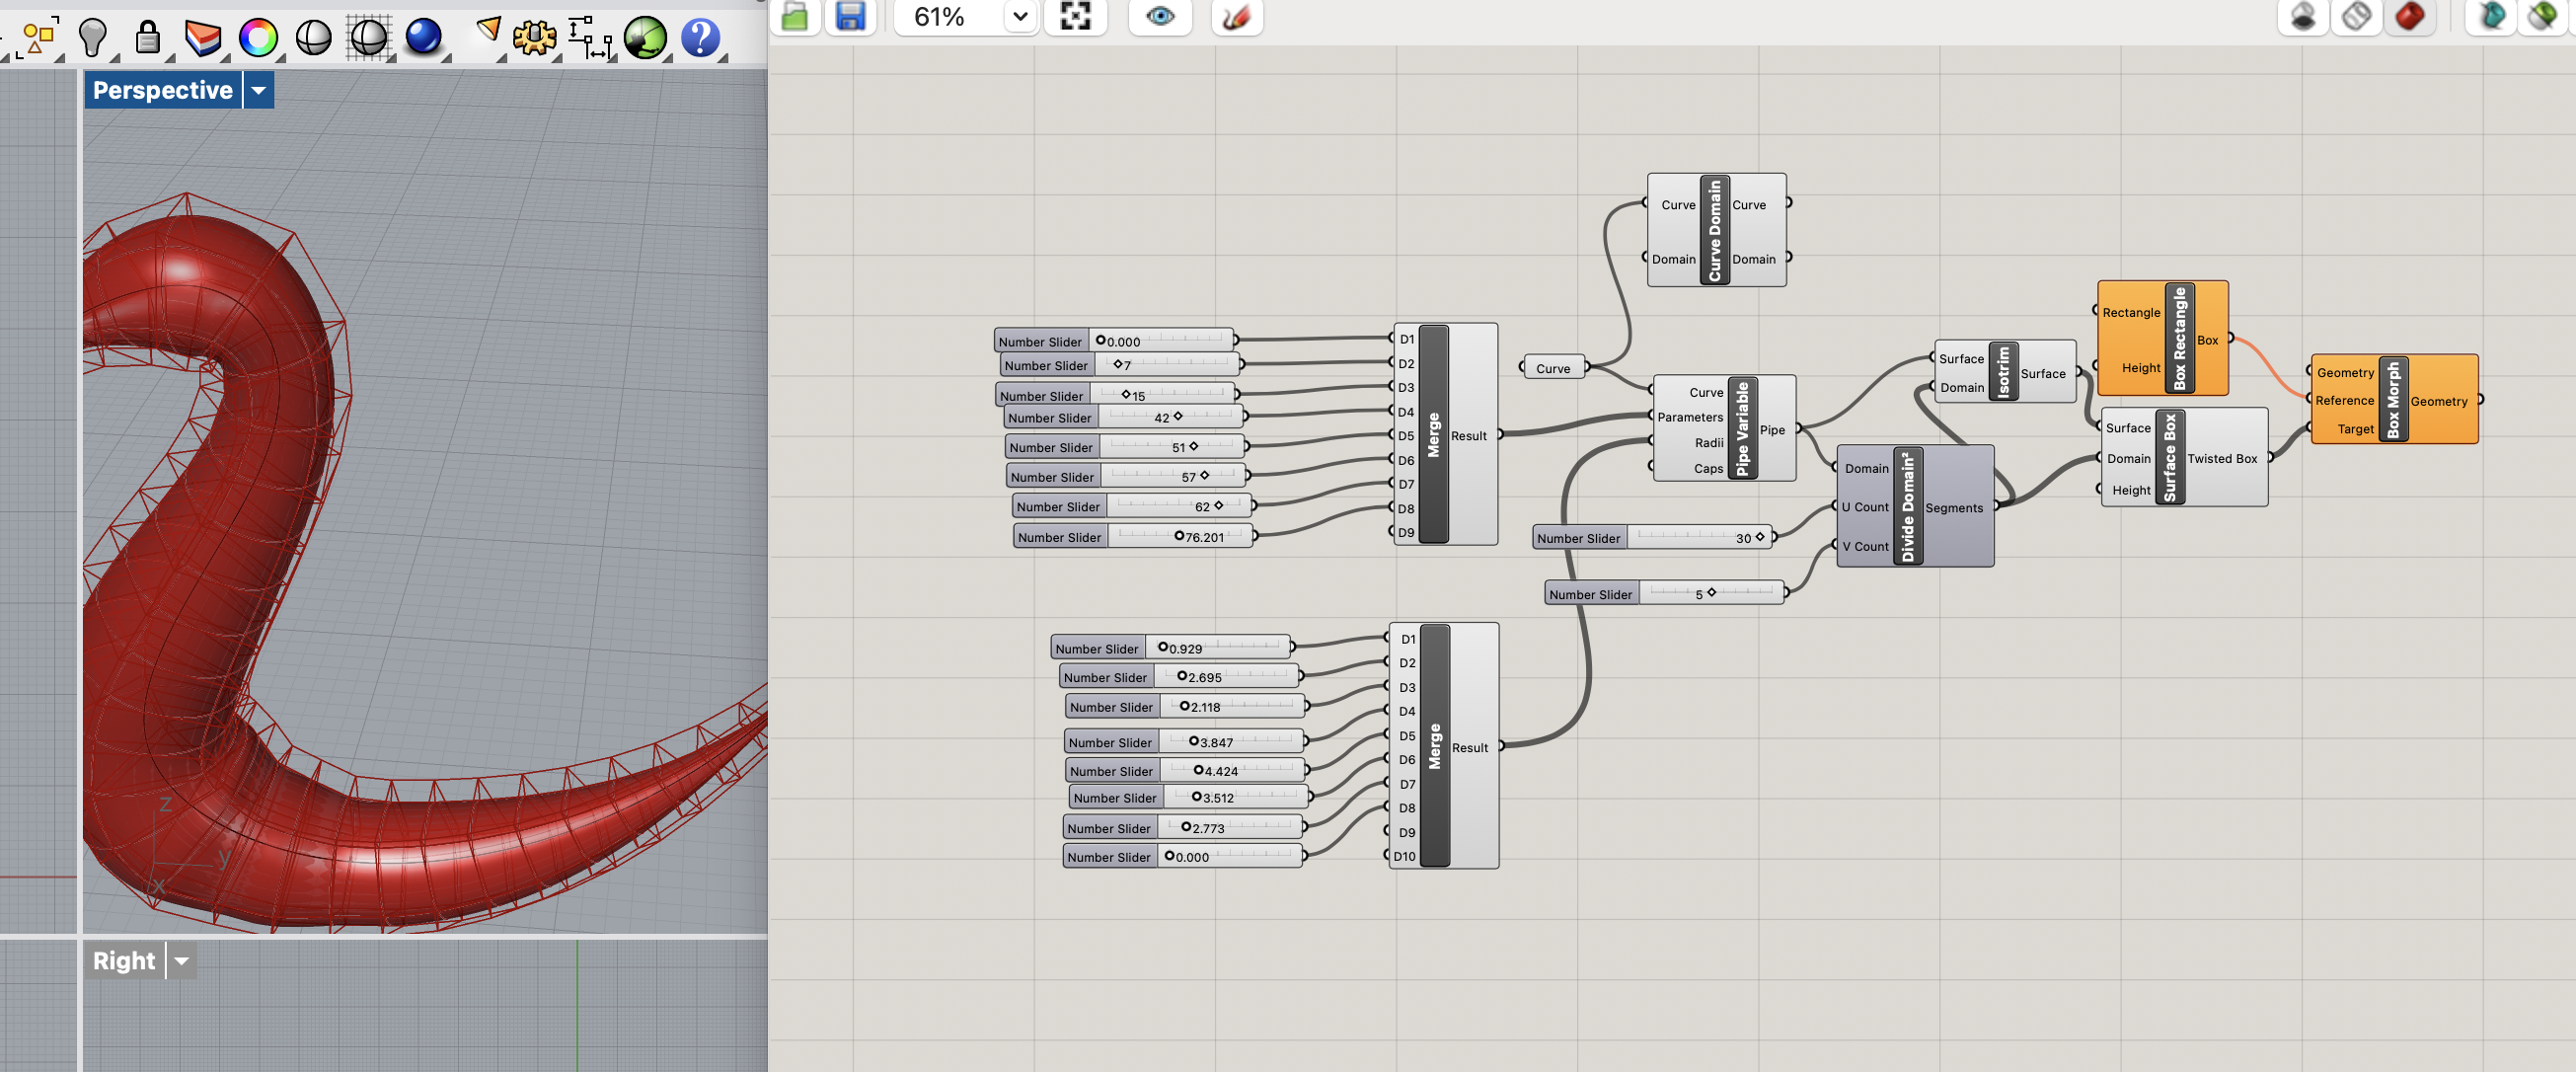 61%
Perspective
z
y
x
Right
Curve
Domain
Curve Domain
Curve
Domain
Number Slider 0.000
Number Slider 7
Number Slider 15
Number Slider 42
Number Slider 51
Number Slider 57
Number Slider 62
Number Slider 76.201
D1
D2
D3
D4
D5
D6
D7
D8
D9
Merge
Result
Curve
Curve
Parameters
Radii
Caps
Pipe Variable
Pipe
Number Slider 30
Number Slider 5
Domain
U Count
V Count
Divide Domain²
Segments
Surface
Domain
Isotrim
Surface
Rectangle
Height
Box Rectangle
Box
Surface
Domain
Height
Surface Box
Twisted Box
Geometry
Reference
Target
Box Morph
Geometry
Number Slider 0.929
Number Slider 2.695
Number Slider 2.118
Number Slider 3.847
Number Slider 4.424
Number Slider 3.512
Number Slider 2.773
Number Slider 0.000
D1
D2
D3
D4
D5
D6
D7
D8
D9
D10
Merge
Result